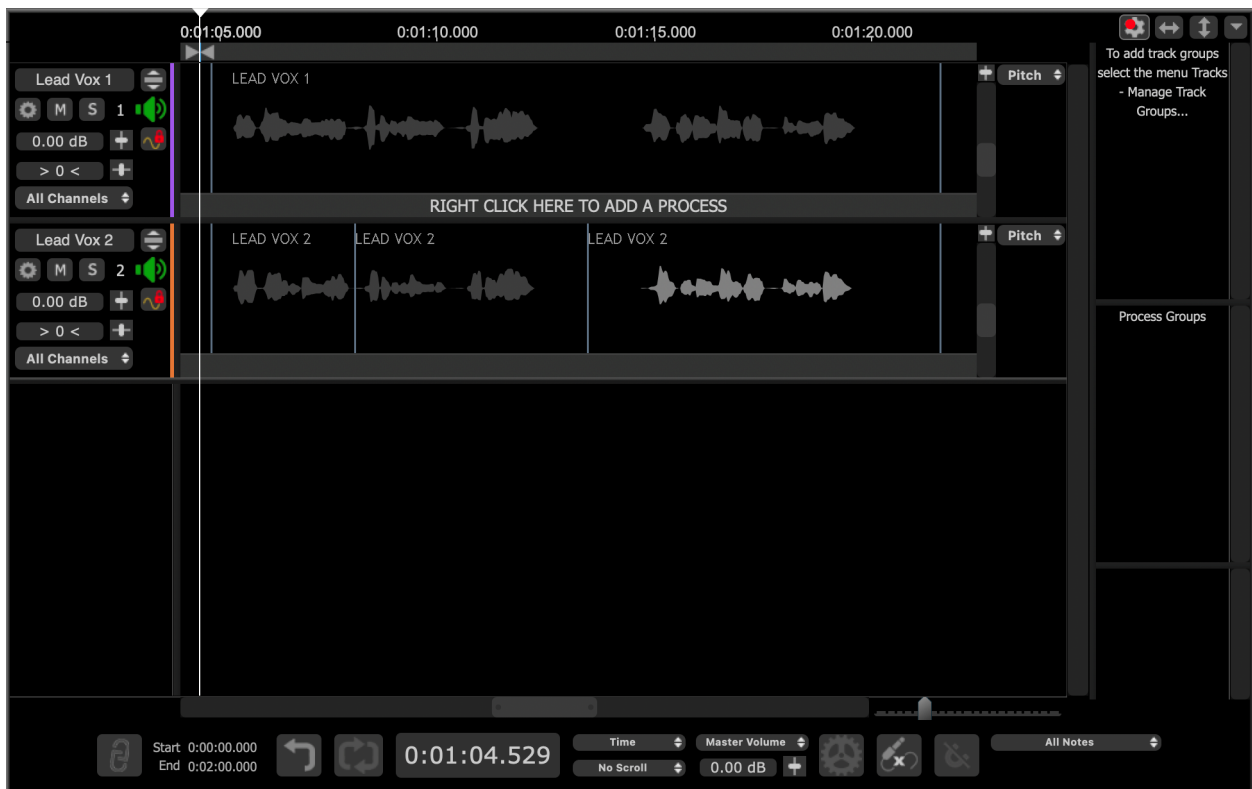 0:01:05.000 0:01:10.000 0:01:15.000 0:01:20.000
To add track groups
select the menu Tracks
- Manage Track
Groups...
Lead Vox 1
LEAD VOX 1
Pitch
M S 1
0.00 dB
> 0 <
All Channels
RIGHT CLICK HERE TO ADD A PROCESS
Lead Vox 2
LEAD VOX 2 LEAD VOX 2 LEAD VOX 2
Pitch
M S 2
0.00 dB
> 0 <
All Channels
Process Groups
Start 0:00:00.000
End 0:02:00.000
0:01:04.529
Time
No Scroll
Master Volume
0.00 dB
x
All Notes